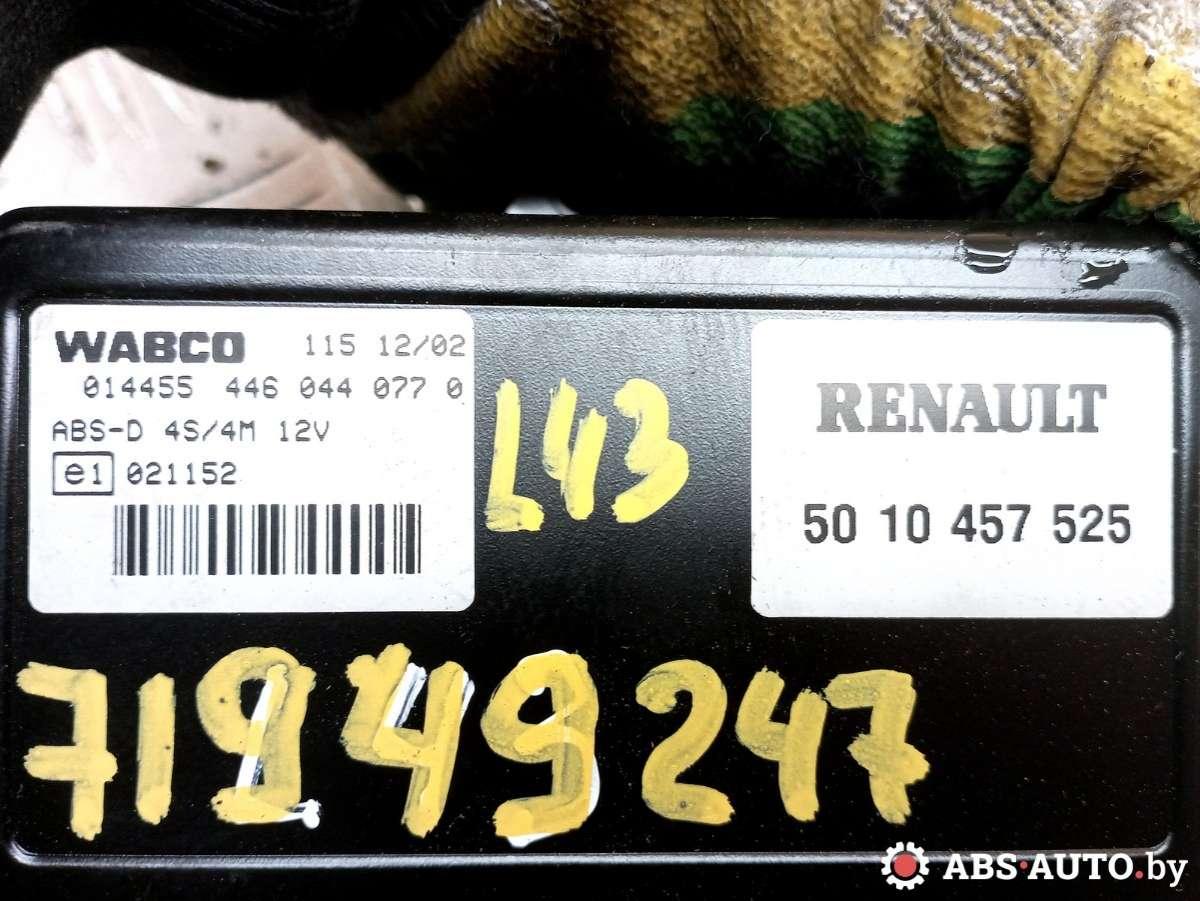 WABCO 115 12/02
014455 446 044 077 0
ABS-D 4S/4M 12V
e1 021152
L43
RENAULT
50 10 457 525
71949247
ABS·AUTO.by